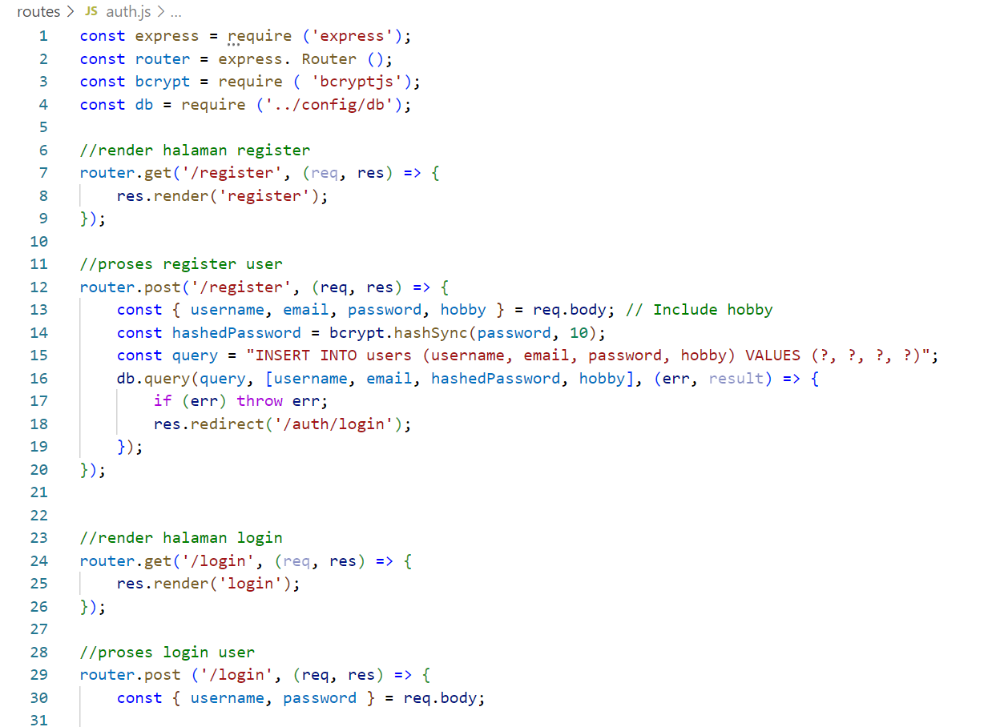 routes > JS auth.js > ...
1 const express = require ('express');
2 const router = express. Router ();
3 const bcrypt = require ( 'bcryptjs');
4 const db = require ('../config/db');
5
6 //render halaman register
7 router.get('/register', (req, res) => {
8     res.render('register');
9 });
10
11 //proses register user
12 router.post('/register', (req, res) => {
13     const { username, email, password, hobby } = req.body; // Include hobby
14     const hashedPassword = bcrypt.hashSync(password, 10);
15     const query = "INSERT INTO users (username, email, password, hobby) VALUES (?, ?, ?, ?)";
16     db.query(query, [username, email, hashedPassword, hobby], (err, result) => {
17         if (err) throw err;
18         res.redirect('/auth/login');
19     });
20 });
21
22
23 //render halaman login
24 router.get('/login', (req, res) => {
25     res.render('login');
26 });
27
28 //proses login user
29 router.post ('/login', (req, res) => {
30     const { username, password } = req.body;
31